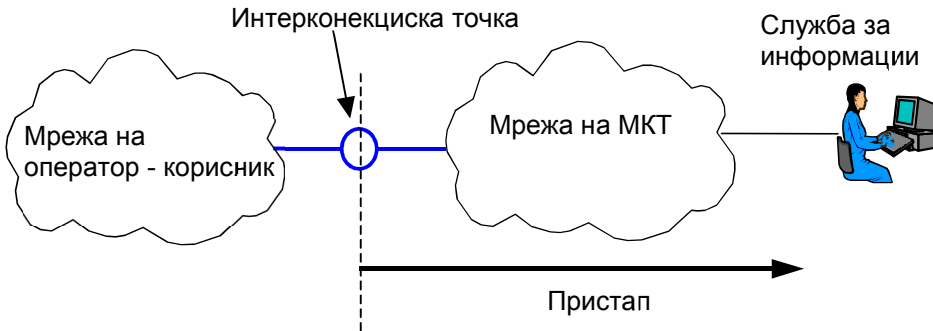 Интерконекциска точка
Служба за
информации
Мрежа на
оператор - корисник
Мрежа на МКТ
Пристап